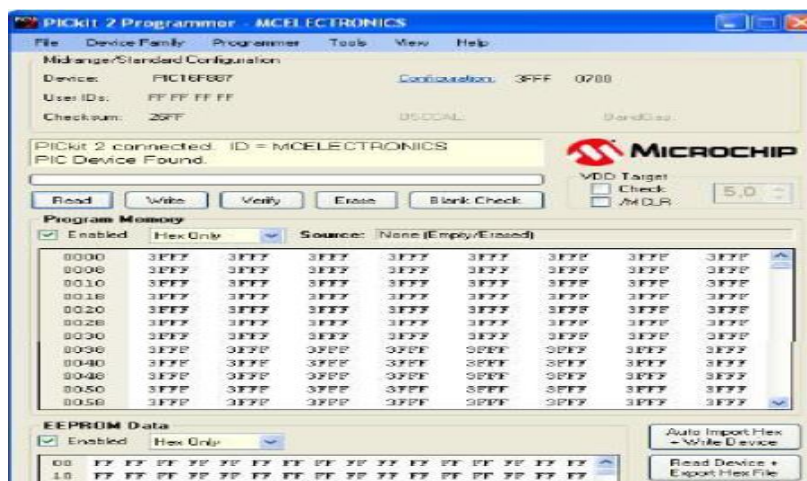 PICkit 2 Programmer - MCELECTRONICS
File Device Family Programmer Tools View Help
Midrange/Standard Configuration
Device: PIC16F887 Configuration: 3FFF 0700
User IDs: FF FF FF FF
Checksum: 26FF OSCCAL: BandGap:
PICkit 2 connected. ID = MCELECTRONICS
PIC Device Found.
MICROCHIP
VDD Target
Check
/MCLR
5,0
Read Write Verify Erase Blank Check
Program Memory
Enabled Hex Only Source: None (Empty/Erased)
0000 3FFF 3FFF 3FFF 3FFF 3FFF 3FFF 3FFF 3FFF
0008 3FFF 3FFF 3FFF 3FFF 3FFF 3FFF 3FFF 3FFF
0010 3FFF 3FFF 3FFF 3FFF 3FFF 3FFF 3FFF 3FFF
0018 3FFF 3FFF 3FFF 3FFF 3FFF 3FFF 3FFF 3FFF
0020 3FFF 3FFF 3FFF 3FFF 3FFF 3FFF 3FFF 3FFF
0028 3FFF 3FFF 3FFF 3FFF 3FFF 3FFF 3FFF 3FFF
0030 3FFF 3FFF 3FFF 3FFF 3FFF 3FFF 3FFF 3FFF
0038 3FFF 3FFF 3FFF 3FFF 3FFF 3FFF 3FFF 3FFF
0040 3FFF 3FFF 3FFF 3FFF 3FFF 3FFF 3FFF 3FFF
0048 3FFF 3FFF 3FFF 3FFF 3FFF 3FFF 3FFF 3FFF
0050 3FFF 3FFF 3FFF 3FFF 3FFF 3FFF 3FFF 3FFF
0058 3FFF 3FFF 3FFF 3FFF 3FFF 3FFF 3FFF 3FFF
EEPROM Data
Enabled Hex Only
00 FF FF FF FF FF FF FF FF FF FF FF FF FF FF FF FF
10 FF FF FF FF FF FF FF FF FF FF FF FF FF FF FF FF
Auto Import Hex
+ Write Device
Read Device +
Export Hex File